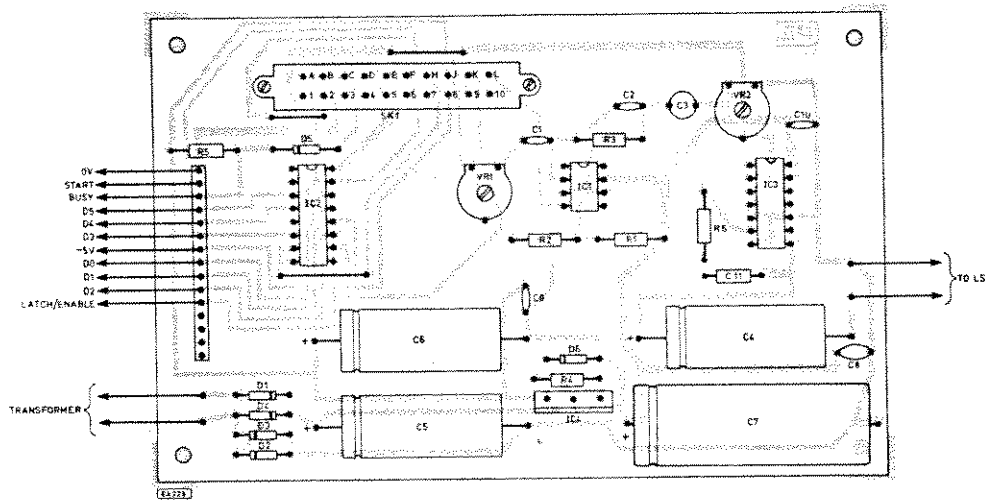 A B C D E F H J K L
1 2 3 4 5 6 7 8 9 10
SK1
VR2
C2
C3
C10
C1
R3
R5
D5
VR1
IC1
IC3
IC2
0V
START
BUSY
D5
D4
D3
-5V
D0
D1
D2
LATCH/ENABLE
R2
R1
R5
C11
TO LS
C9
+
C6
+
C4
C8
D6
R4
IC4
TRANSFORMER
D1
D4
D3
D2
+
C5
+
C7